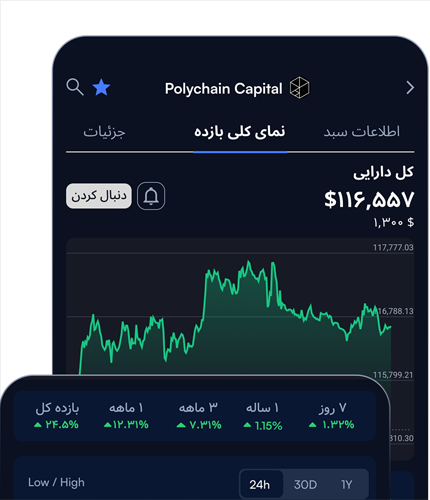 Polychain Capital
اطلاعات سبد
نمای کلی بازده
جزئیات
کل دارایی
$۱۱۶,۵۵۷
۱,۳۰۰ $
دنبال کردن
117,777.03
116,788.13
115,799.21
۷ روز
۱ ساله
۳ ماهه
۱ ماهه
بازده کل
۱.۳۲%
1.15%
۷.۳۱%
۱۲.۳۱%
۲۴.۵%
Low / High
24h
30D
1Y